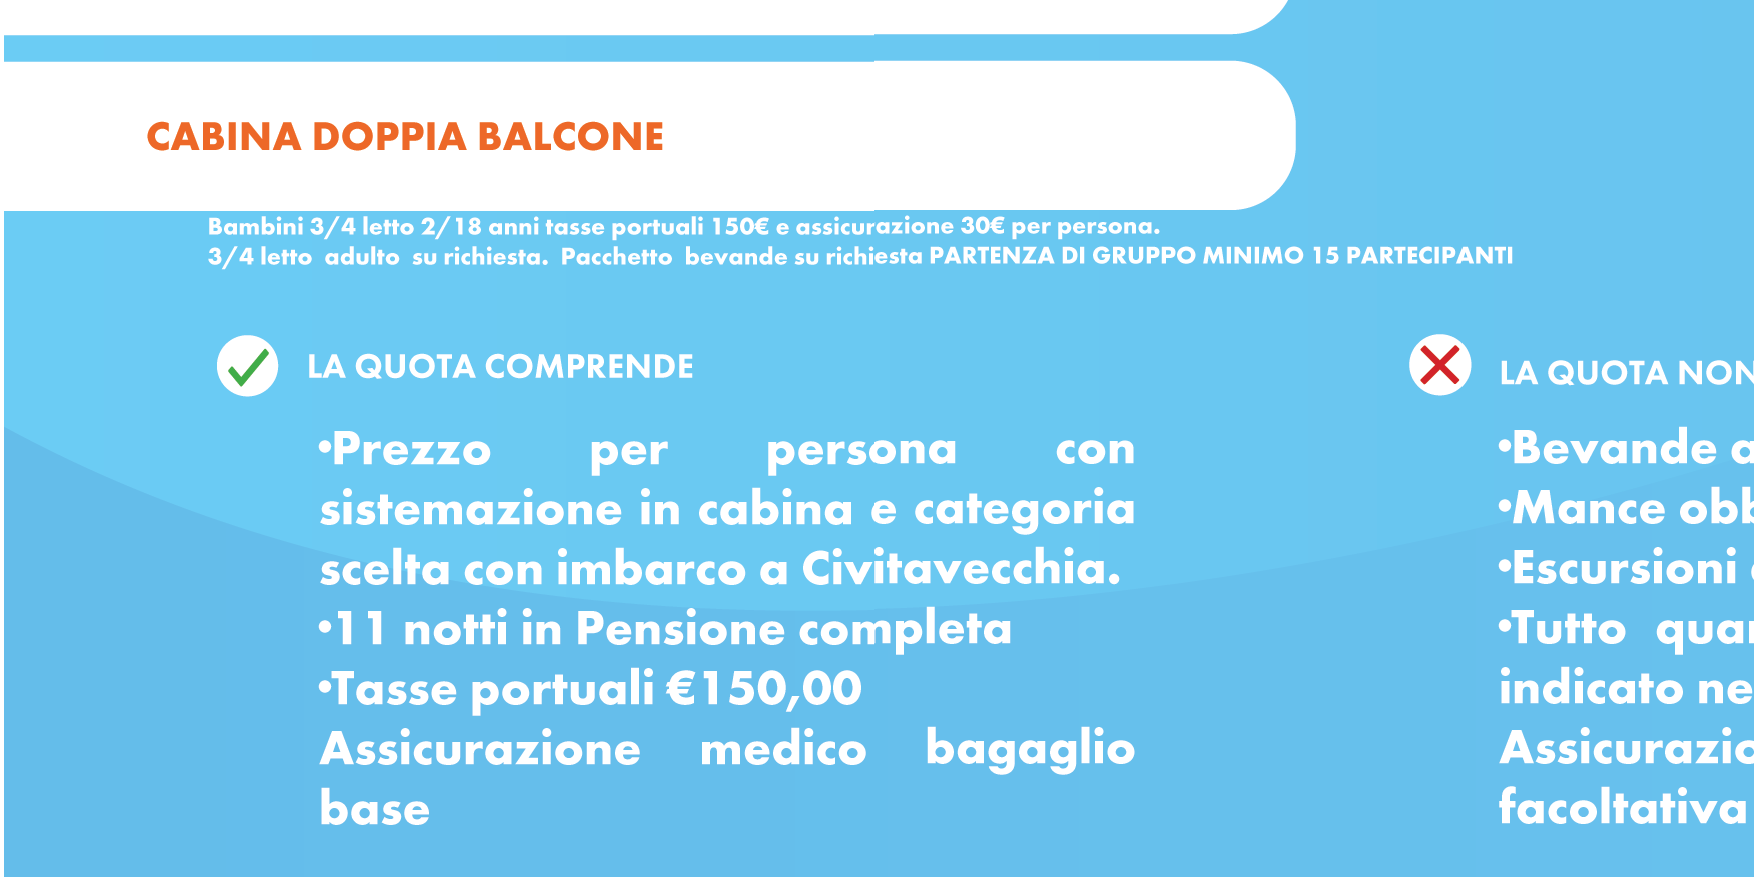 CABINA DOPPIA BALCONE
Bambini 3/4 letto 2/18 anni tasse portuali 150€ e assicurazione 30€ per persona.
3/4 letto adulto su richiesta. Pacchetto bevande su richiesta PARTENZA DI GRUPPO MINIMO 15 PARTECIPANTI
LA QUOTA COMPRENDE
•Prezzo per persona con
sistemazione in cabina e categoria
scelta con imbarco a Civitavecchia.
•11 notti in Pensione completa
•Tasse portuali €150,00
Assicurazione medico bagaglio
base
LA QUOTA NON
•Bevande
•Mance
•Escursioni
•Tutto
indicato
facoltativa